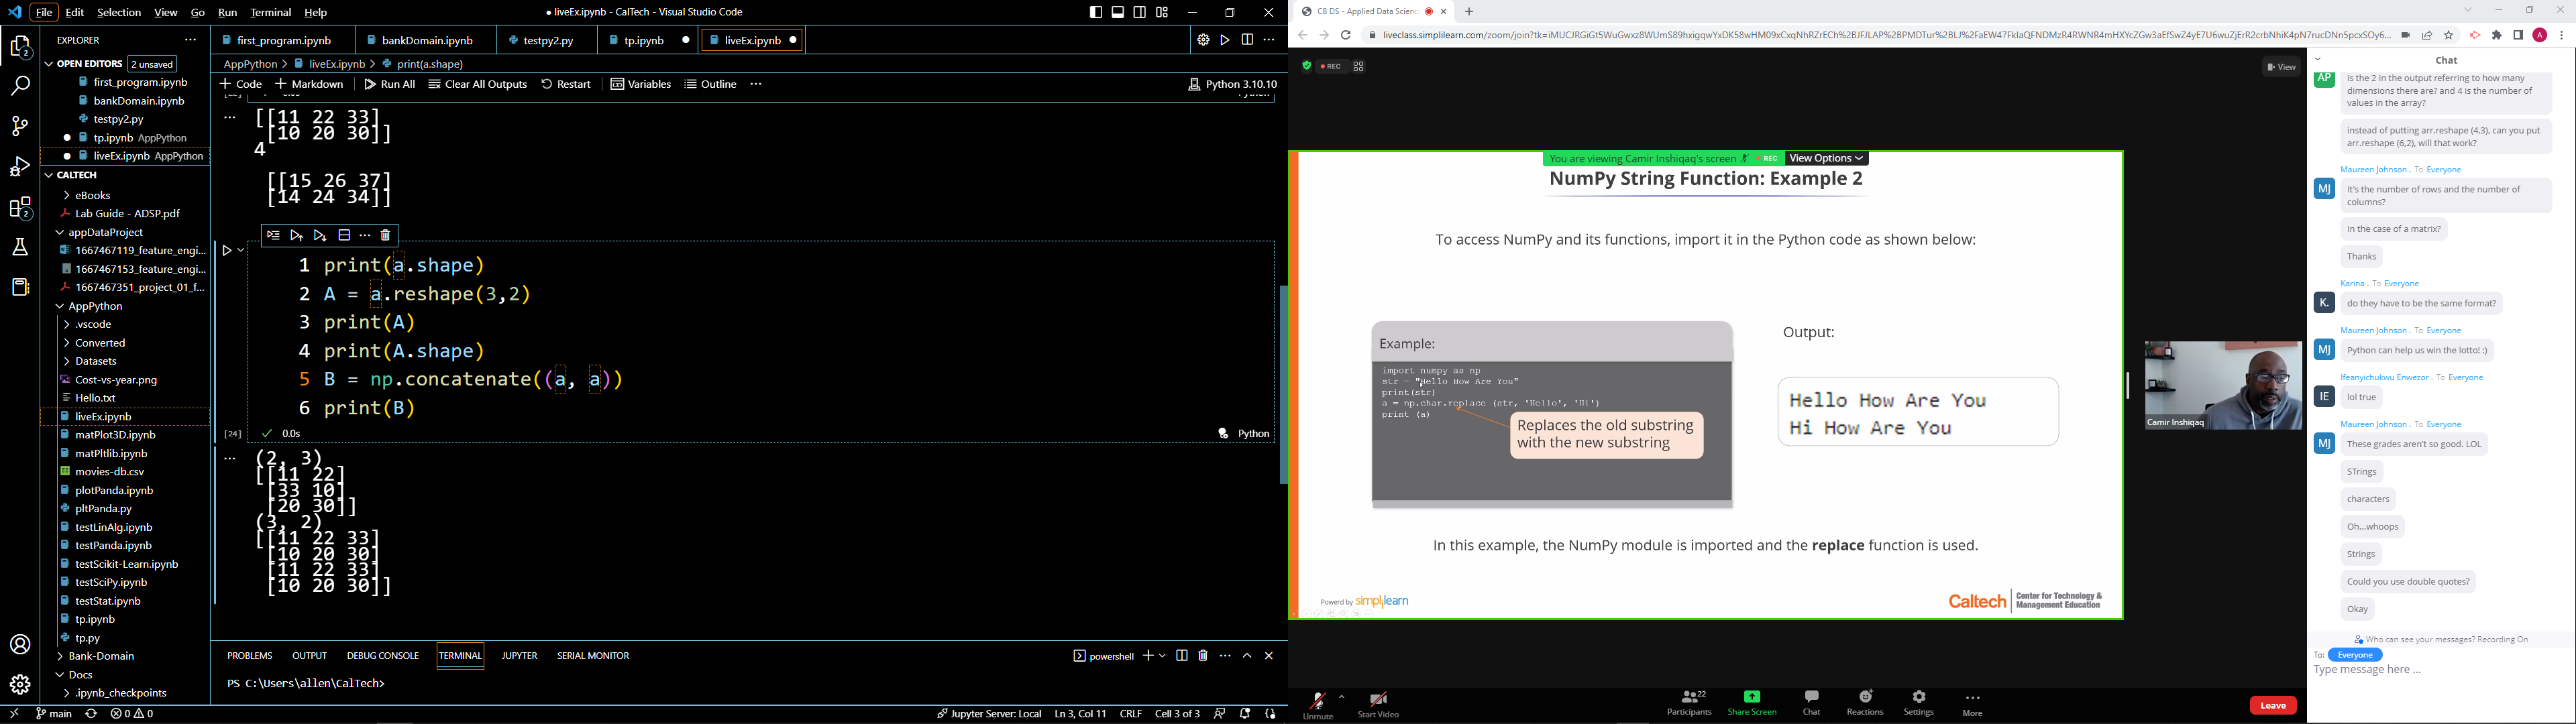 File Edit Selection View Go Run Terminal Help
● liveEx.ipynb - CalTech - Visual Studio Code
EXPLORER
OPEN EDITORS 2 unsaved
first_program.ipynb
bankDomain.ipynb
testpy2.py
tp.ipynb AppPython
liveEx.ipynb AppPython
CALTECH
eBooks
Lab Guide - ADSP.pdf
appDataProject
1667467119_feature_engi...
1667467153_feature_engi...
1667467351_project_01_f...
AppPython
.vscode
Converted
Datasets
Cost-vs-year.png
Hello.txt
liveEx.ipynb
matPlot3D.ipynb
matPltlib.ipynb
movies-db.csv
plotPanda.ipynb
pltPanda.py
testLinAlg.ipynb
testPanda.ipynb
testScikit-Learn.ipynb
testSciPy.ipynb
testStat.ipynb
tp.ipynb
tp.py
Bank-Domain
Docs
.ipynb_checkpoints
first_program.ipynb bankDomain.ipynb testpy2.py tp.ipynb ● liveEx.ipynb ●
AppPython > liveEx.ipynb > print(a.shape)
+ Code + Markdown Run All Clear All Outputs Restart Variables Outline ··· Python 3.10.10
[[11 22 33]
[10 20 30]]
4
[[15 26 37]
[14 24 34]]
1 print(a.shape)
2 A = a.reshape(3,2)
3 print(A)
4 print(A.shape)
5 B = np.concatenate((a, a))
6 print(B)
[24] 0.0s Python
(2, 3)
[[11 22]
[33 10]
[20 30]]
(3, 2)
[[11 22 33]
[10 20 30]
[11 22 33]
[10 20 30]]
PROBLEMS OUTPUT DEBUG CONSOLE TERMINAL JUPYTER SERIAL MONITOR
powershell
PS C:\Users\allen\CalTech>
main 0 0 Jupyter Server: Local Ln 3, Col 11 CRLF Cell 3 of 3
CB DS - Applied Data Scienc
REC
View
You are viewing Camir Inshiqaq's screen REC View Options
NumPy String Function: Example 2
To access NumPy and its functions, import it in the Python code as shown below:
Example:
import numpy as np
str = "Hello How Are You"
print(str)
a = np.char.replace (str, 'Hello', 'Hi')
print (a)
Replaces the old substring
with the new substring
Output:
Hello How Are You
Hi How Are You
In this example, the NumPy module is imported and the replace function is used.
Powerd by simplilearn
Caltech | Center for Technology &
Management Education
Camir Inshiqaq
Unmute Start Video Participants 22 Share Screen Chat Reactions Settings More Leave
Chat
AP
is the 2 in the output referring to how many
dimensions there are? and 4 is the number of
values in the array?
instead of putting arr.reshape (4,3), can you put
arr.reshape (6,2), will that work?
Maureen Johnson . To Everyone
MJ
It's the number of rows and the number of
columns?
In the case of a matrix?
Thanks
Karina . To Everyone
K.
do they have to be the same format?
Maureen Johnson . To Everyone
MJ
Python can help us win the lotto! :)
Ifeanyichukwu Enwezor . To Everyone
IE
lol true
Maureen Johnson . To Everyone
MJ
These grades aren't so good. LOL
STrings
characters
Oh...whoops
Strings
Could you use double quotes?
Okay
Who can see your messages? Recording On
To: Everyone
Type message here ...